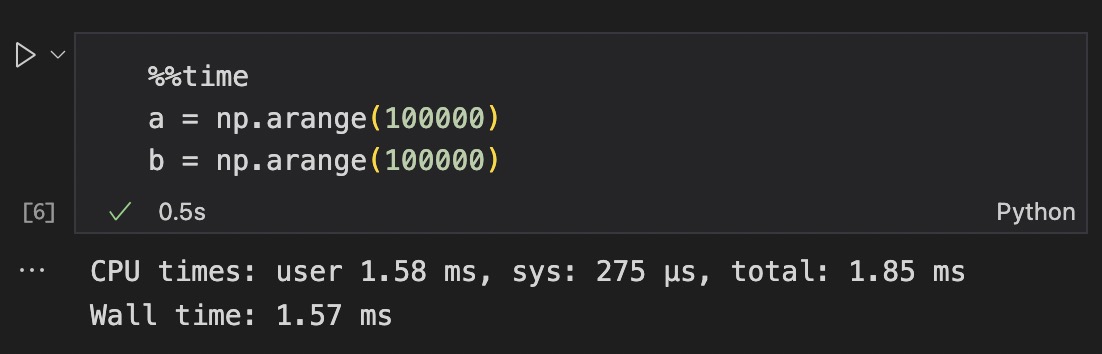 %%time
a = np.arange(100000)
b = np.arange(100000)
[6] 0.5s Python
CPU times: user 1.58 ms, sys: 275 µs, total: 1.85 ms
Wall time: 1.57 ms